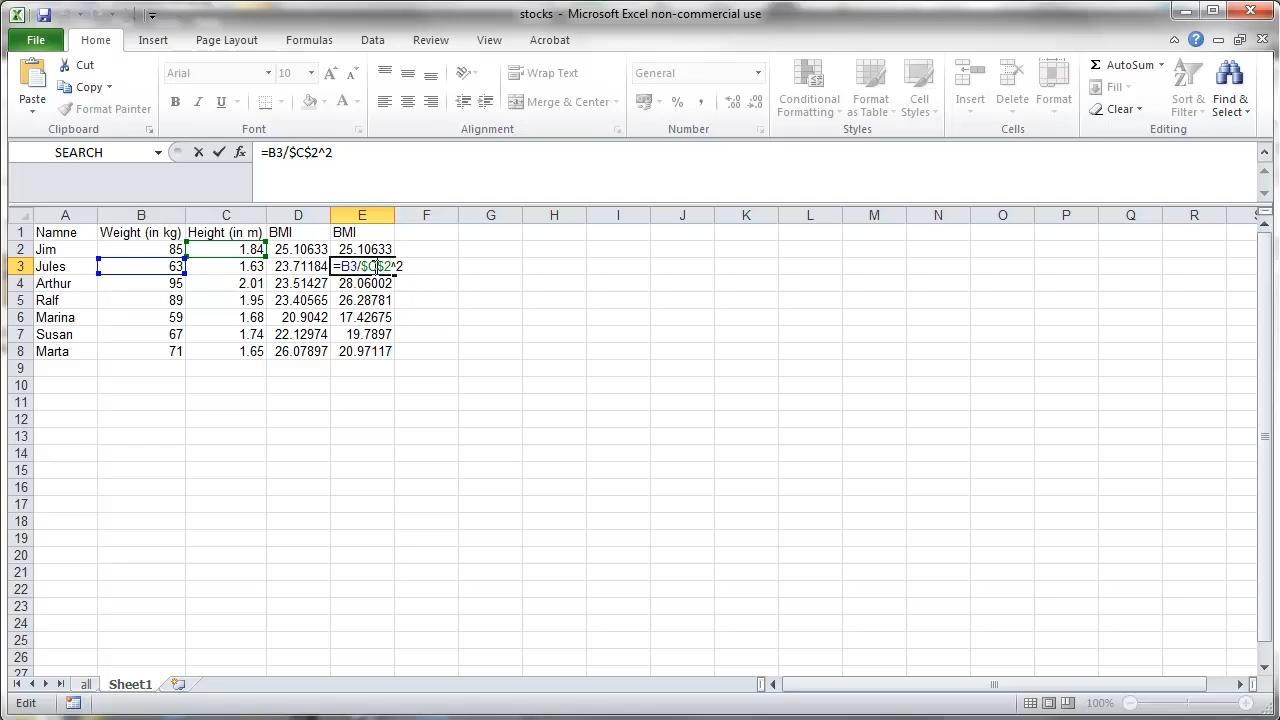 stocks - Microsoft Excel non-commercial use
File Home Insert Page Layout Formulas Data Review View Acrobat
Paste
Cut
Copy
Format Painter
Clipboard
Arial 10
Font
Wrap Text
Merge & Center
Alignment
General
Number
Conditional Formatting
Format as Table
Cell Styles
Styles
Insert Delete Format
Cells
Σ AutoSum
Fill
Clear
Sort & Filter
Find & Select
Editing
SEARCH fx =B3/$C$2^2
A B C D E F G H I J K L M N O P Q R
1 Namne Weight (in kg) Height (in m) BMI BMI
2 Jim 85 1.84 25.10633 25.10633
3 Jules 63 1.63 23.71184 =B3/$C$2^2
4 Arthur 95 2.01 23.51427 28.06002
5 Ralf 89 1.95 23.40565 26.28781
6 Marina 59 1.68 20.9042 17.42675
7 Susan 67 1.74 22.12974 19.7897
8 Marta 71 1.65 26.07897 20.97117
9
10
11
12
13
14
15
16
17
18
19
20
21
22
23
24
25
26
27
all Sheet1
Edit 100%